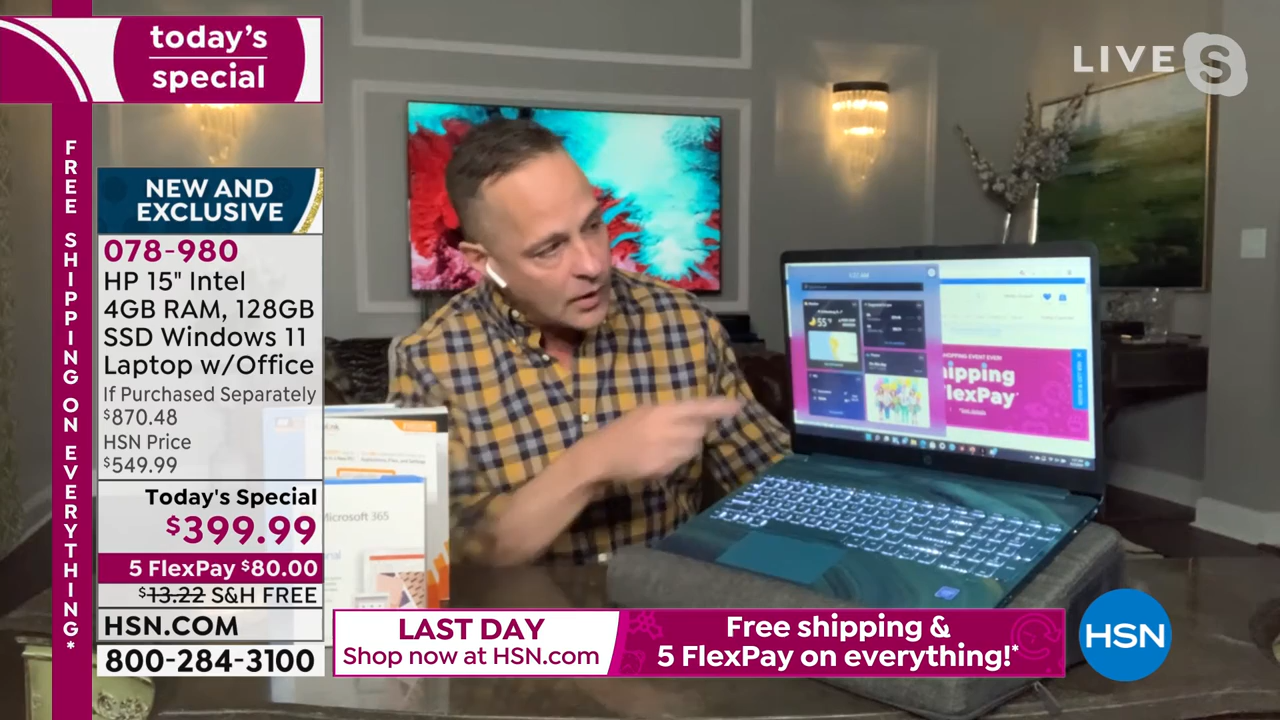 today's
special
LIVE S
FREE SHIPPING ON EVERYTHING*
NEW AND
EXCLUSIVE
078-980
HP 15" Intel
4GB RAM, 128GB
SSD Windows 11
Laptop w/Office
If Purchased Separately
$870.48
HSN Price
$549.99
Today's Special
$399.99
5 FlexPay $80.00
$13.22 S&H FREE
HSN.COM
800-284-3100
Microsoft 365
55°F
hipping
lexPay
LAST DAY
Shop now at HSN.com
Free shipping &
5 FlexPay on everything!*
HSN